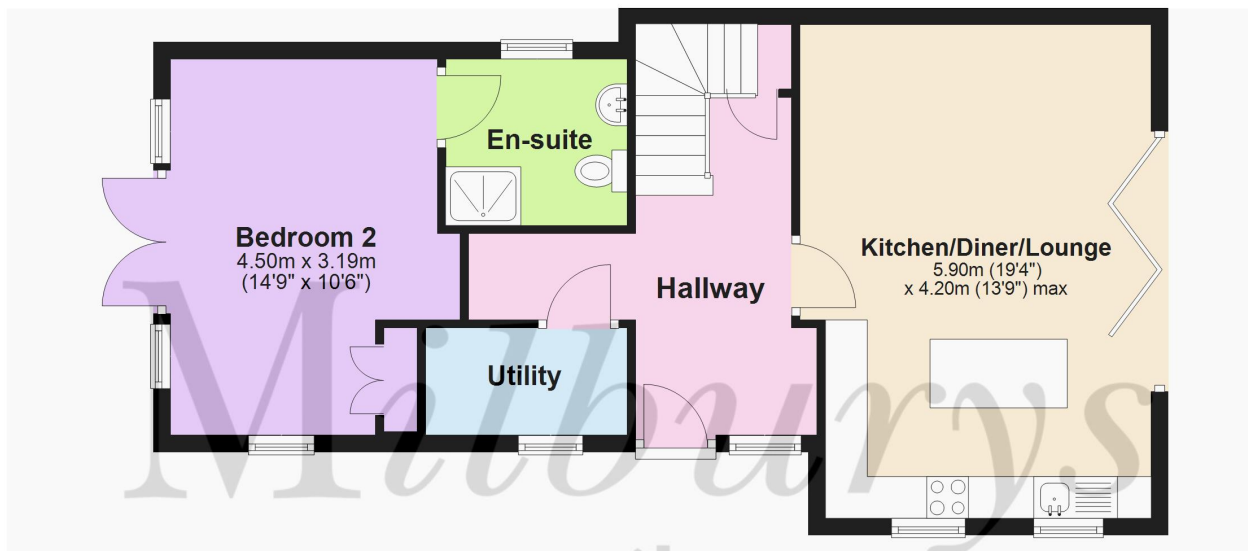 En-suite
Bedroom 2
4.50m x 3.19m
(14'9" x 10'6")
Kitchen/Diner/Lounge
5.90m (19'4")
x 4.20m (13'9") max
Hallway
Utility
Milburys